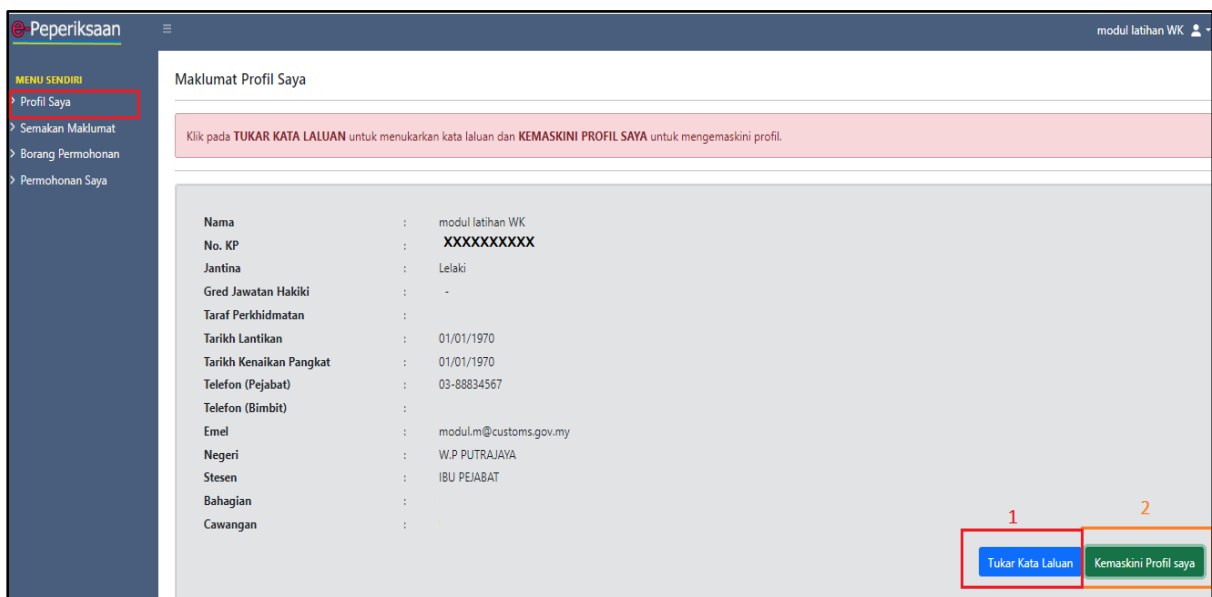 e-Peperiksaan
modul latihan WK
MENU SENDIRI
Profil Saya
Semakan Maklumat
Borang Permohonan
Permohonan Saya
Maklumat Profil Saya
Klik pada TUKAR KATA LALUAN untuk menukarkan kata laluan dan KEMASKINI PROFIL SAYA untuk mengemaskini profil.
Nama : modul latihan WK
No. KP : XXXXXXXXXX
Jantina : Lelaki
Gred Jawatan Hakiki : -
Taraf Perkhidmatan :
Tarikh Lantikan : 01/01/1970
Tarikh Kenaikan Pangkat : 01/01/1970
Telefon (Pejabat) : 03-88834567
Telefon (Bimbit) :
Emel : modul.m@customs.gov.my
Negeri : W.P PUTRAJAYA
Stesen : IBU PEJABAT
Bahagian :
Cawangan :
1 2
Tukar Kata Laluan Kemaskini Profil saya